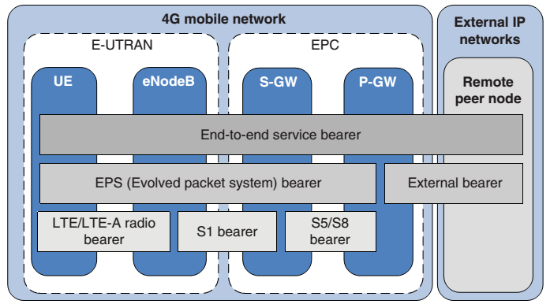 4G mobile network
External IP
networks
E-UTRAN
EPC
UE
eNodeB
S-GW
P-GW
Remote
peer node
End-to-end service bearer
EPS (Evolved packet system) bearer
External bearer
LTE/LTE-A radio
bearer
S1 bearer
S5/S8
bearer